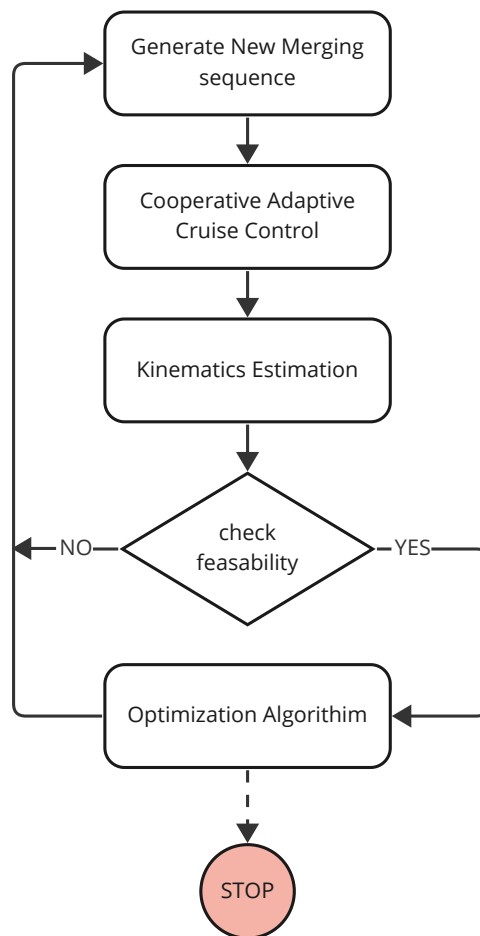 Generate New Merging
sequence
Cooperative Adaptive
Cruise Control
Kinematics Estimation
check
feasability
NO
YES
Optimization Algorithim
STOP